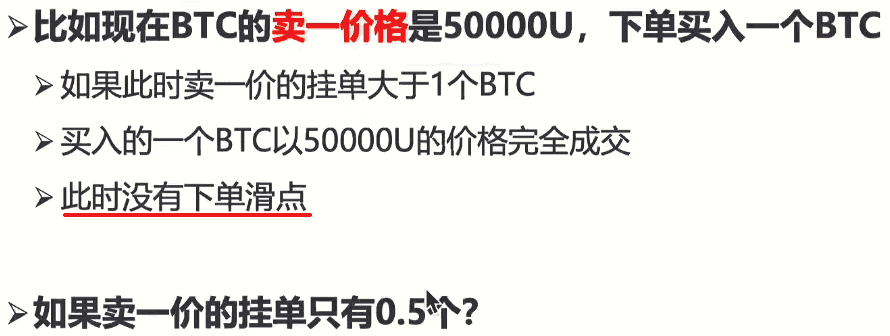 ➢比如现在BTC的卖一价格是50000U，下单买入一个BTC
➢如果此时卖一价的挂单大于1个BTC
➢买入的一个BTC以50000U的价格完全成交
➢此时没有下单滑点
➢如果卖一价的挂单只有0.5个?